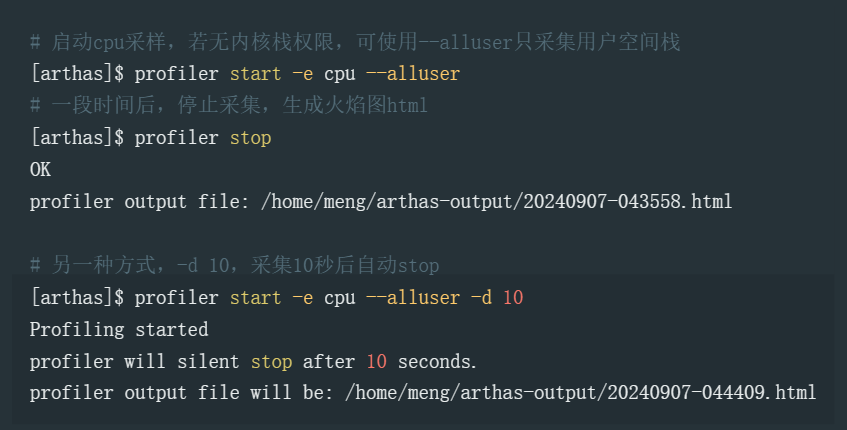 # 启动cpu采样，若无内核栈权限，可使用--alluser只采集用户空间栈
[arthas]$ profiler start -e cpu --alluser
# 一段时间后，停止采集，生成火焰图html
[arthas]$ profiler stop
OK
profiler output file: /home/meng/arthas-output/20240907-043558.html
# 另一种方式，-d 10，采集10秒后自动stop
[arthas]$ profiler start -e cpu --alluser -d 10
Profiling started
profiler will silent stop after 10 seconds.
profiler output file will be: /home/meng/arthas-output/20240907-044409.html